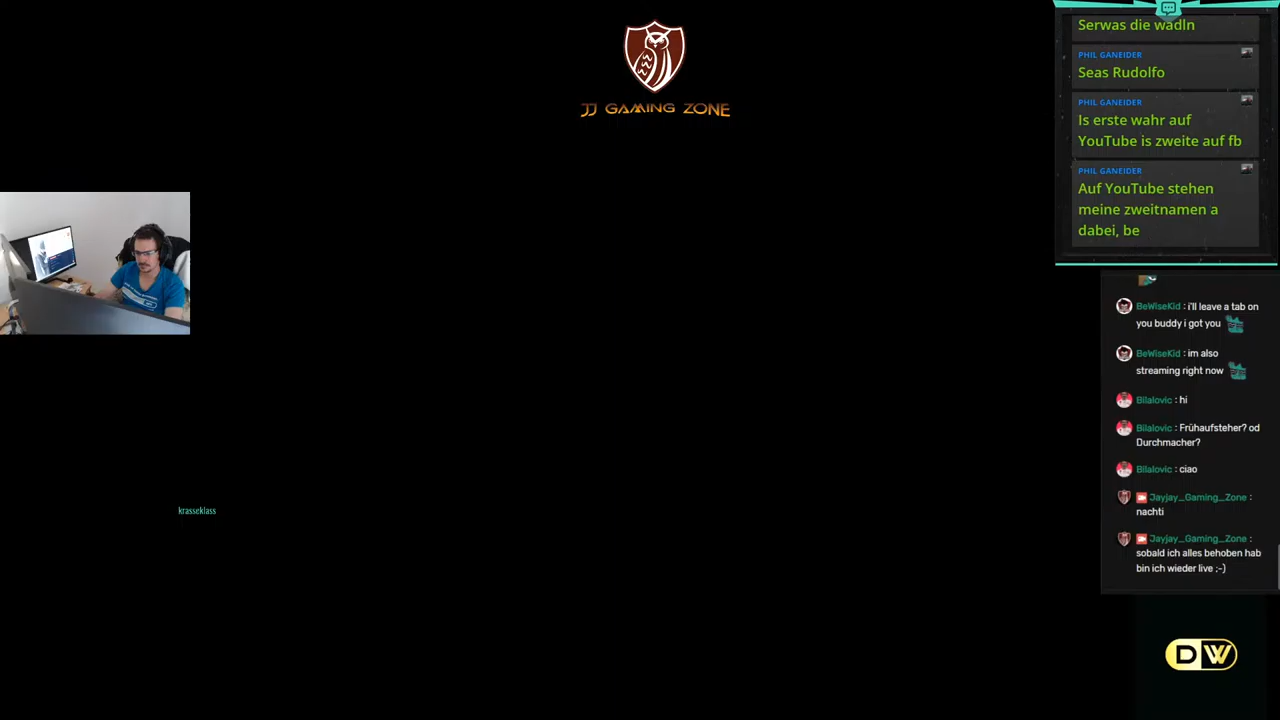 JJ GAMING ZONE
Serwas die wadln
PHIL GANEIDER
Seas Rudolfo
PHIL GANEIDER
Is erste wahr auf
YouTube is zweite auf fb
PHIL GANEIDER
Auf YouTube stehen
meine zweitnamen a
dabei, be
BeWiseKid : i'll leave a tab on
you buddy i got you
BeWiseKid : im also
streaming right now
Bilalovic : hi
Bilalovic : Frühaufsteher? od
Durchmacher?
Bilalovic : ciao
Jayjay_Gaming_Zone :
nachti
Jayjay_Gaming_Zone :
sobald ich alles behoben hab
bin ich wieder live ;-)
krasseklass
DW